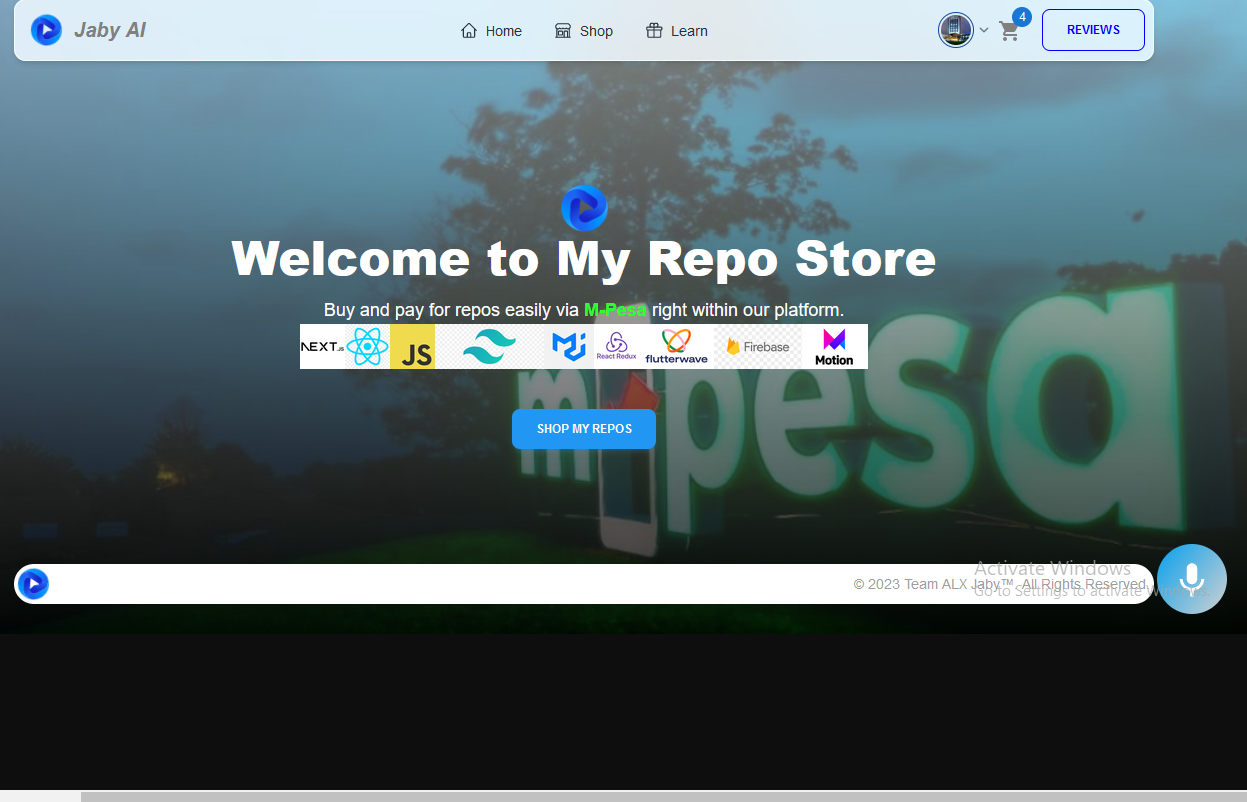 Jaby AI
Home
Shop
Learn
4
REVIEWS
Welcome to My Repo Store
Buy and pay for repos easily via M-Pesa right within our platform.
NEXT.JS
JS
React Redux
flutterwave
Firebase
Motion
m-pesa
SHOP MY REPOS
Activate Windows
© 2023 Team ALX Jaby™. All Rights Reserved.
Go to Settings to activate Windows.